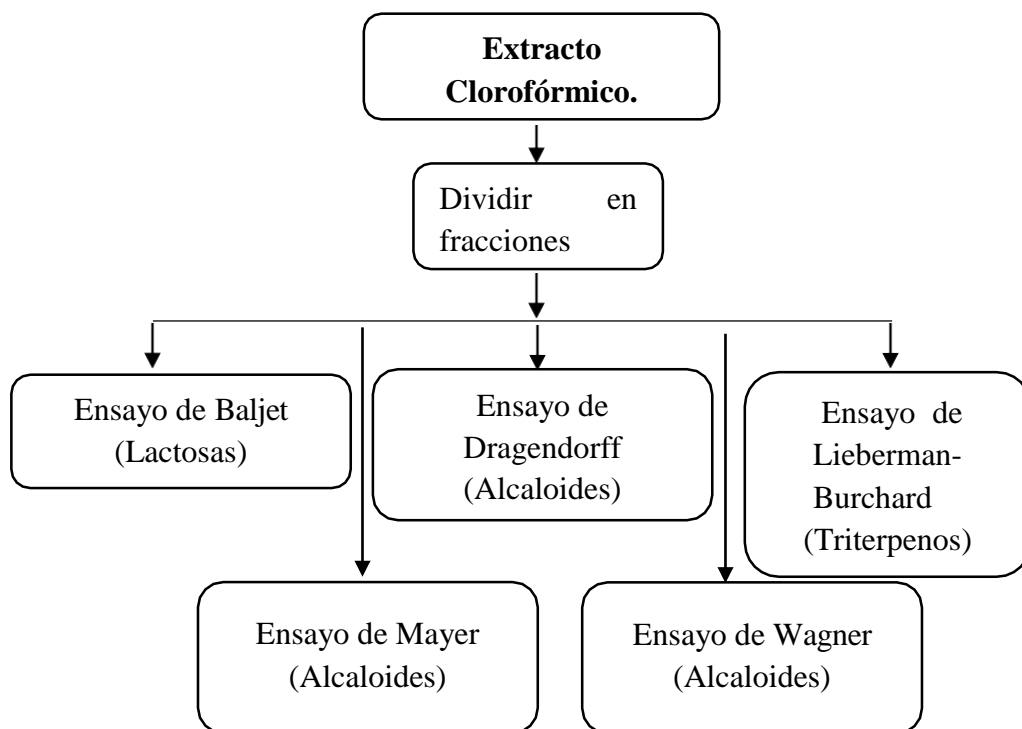 Extracto
Clorofórmico.
Dividir en
fracciones
Ensayo de Baljet
(Lactosas)
Ensayo de
Dragendorff
(Alcaloides)
Ensayo de
Lieberman-
Burchard
(Triterpenos)
Ensayo de Mayer
(Alcaloides)
Ensayo de Wagner
(Alcaloides)